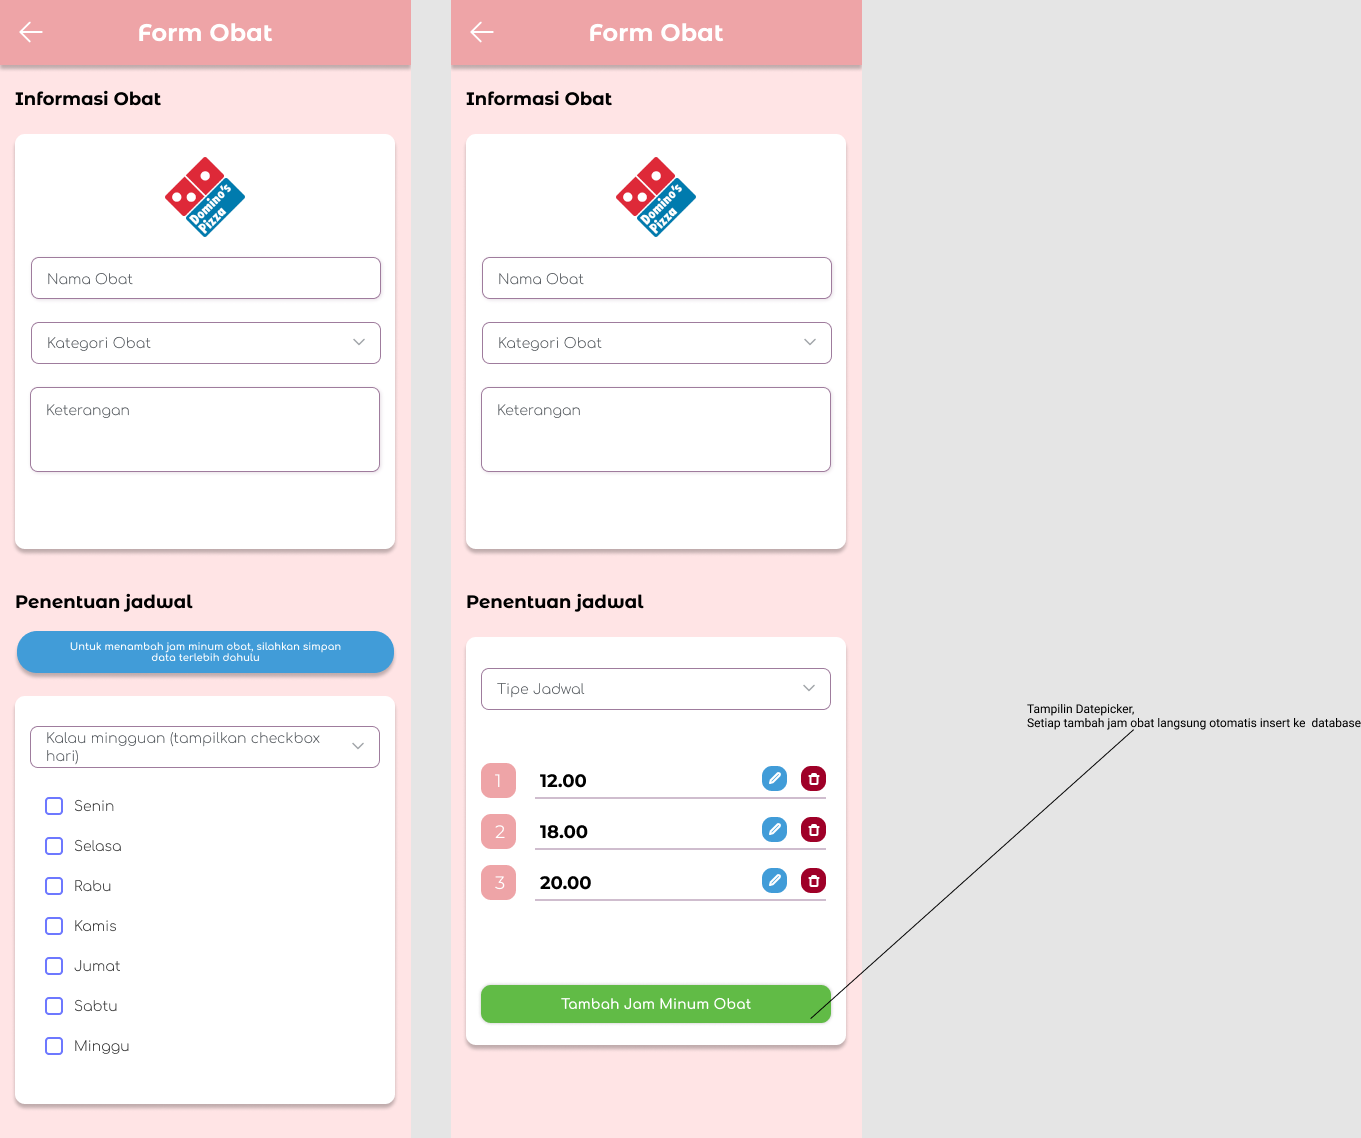 Form Obat
Informasi Obat
Domino's
Pizza
Nama Obat
Kategori Obat
Keterangan
Penentuan jadwal
Untuk menambah jam minum obat, silahkan simpan
data terlebih dahulu
Kalau mingguan (tampilkan checkbox
hari)
Senin
Selasa
Rabu
Kamis
Jumat
Sabtu
Minggu
Form Obat
Informasi Obat
Domino's
Pizza
Nama Obat
Kategori Obat
Keterangan
Penentuan jadwal
Tipe Jadwal
1 12.00
2 18.00
3 20.00
Tambah Jam Minum Obat
Tampilin Datepicker,
Setiap tambah jam obat langsung otomatis insert ke database